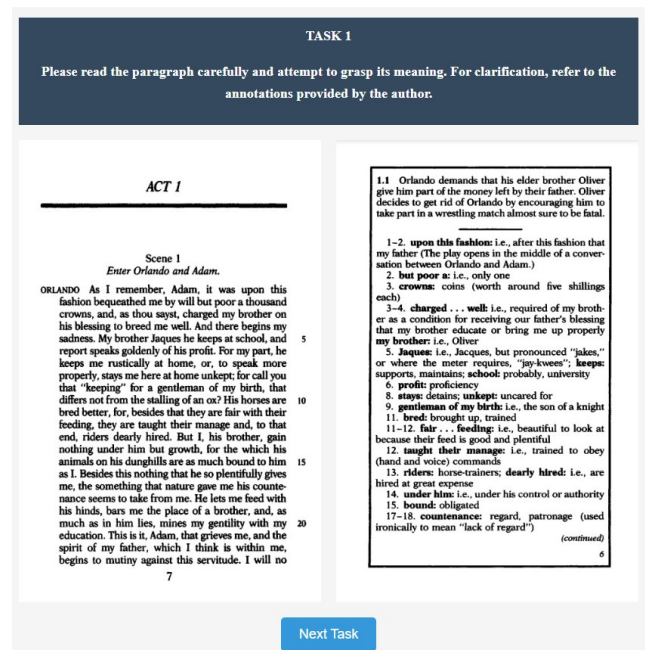 TASK 1
Please read the paragraph carefully and attempt to grasp its meaning. For clarification, refer to the
annotations provided by the author.
ACT 1
Scene 1
Enter Orlando and Adam.
ORLANDO As I remember, Adam, it was upon this
fashion bequeathed me by will but poor a thousand
crowns, and, as thou sayst, charged my brother on
his blessing to breed me well. And there begins my
sadness. My brother Jaques he keeps at school, and 5
report speaks goldenly of his profit. For my part, he
keeps me rustically at home, or, to speak more
properly, stays me here at home unkept; for call you
that "keeping" for a gentleman of my birth, that
differs not from the stalling of an ox? His horses are 10
bred better, for, besides that they are fair with their
feeding, they are taught their manage and, to that
end, riders dearly hired. But I, his brother, gain
nothing under him but growth, for the which his
animals on his dunghills are as much bound to him 15
as I. Besides this nothing that he so plentifully gives
me, the something that nature gave me his counte-
nance seems to take from me. He lets me feed with
his hinds, bars me the place of a brother, and, as
much as in him lies, mines my gentility with my 20
education. This is it, Adam, that grieves me, and the
spirit of my father, which I think is within me,
begins to mutiny against this servitude. I will no
7
1.1 Orlando demands that his elder brother Oliver
give him part of the money left by their father. Oliver
decides to get rid of Orlando by encouraging him to
take part in a wrestling match almost sure to be fatal.
1–2. upon this fashion: i.e., after this fashion that
my father (The play opens in the middle of a conver-
sation between Orlando and Adam.)
2. but poor a: i.e., only one
3. crowns: coins (worth around five shillings
each)
3–4. charged . . . well: i.e., required of my broth-
er as a condition for receiving our father's blessing
that my brother educate or bring me up properly
my brother: i.e., Oliver
5. Jaques: i.e., Jacques, but pronounced "jakes,"
or where the meter requires, "jay-kwees"; keeps:
supports, maintains; school: probably, university
6. profit: proficiency
8. stays: detains; unkept: uncared for
9. gentleman of my birth: i.e., the son of a knight
11. bred: brought up, trained
11–12. fair . . . feeding: i.e., beautiful to look at
because their feed is good and plentiful
12. taught their manage: i.e., trained to obey
(hand and voice) commands
13. riders: horse-trainers; dearly hired: i.e., are
hired at great expense
14. under him: i.e., under his control or authority
15. bound: obligated
17–18. countenance: regard, patronage (used
ironically to mean "lack of regard")
(continued)
6
Next Task